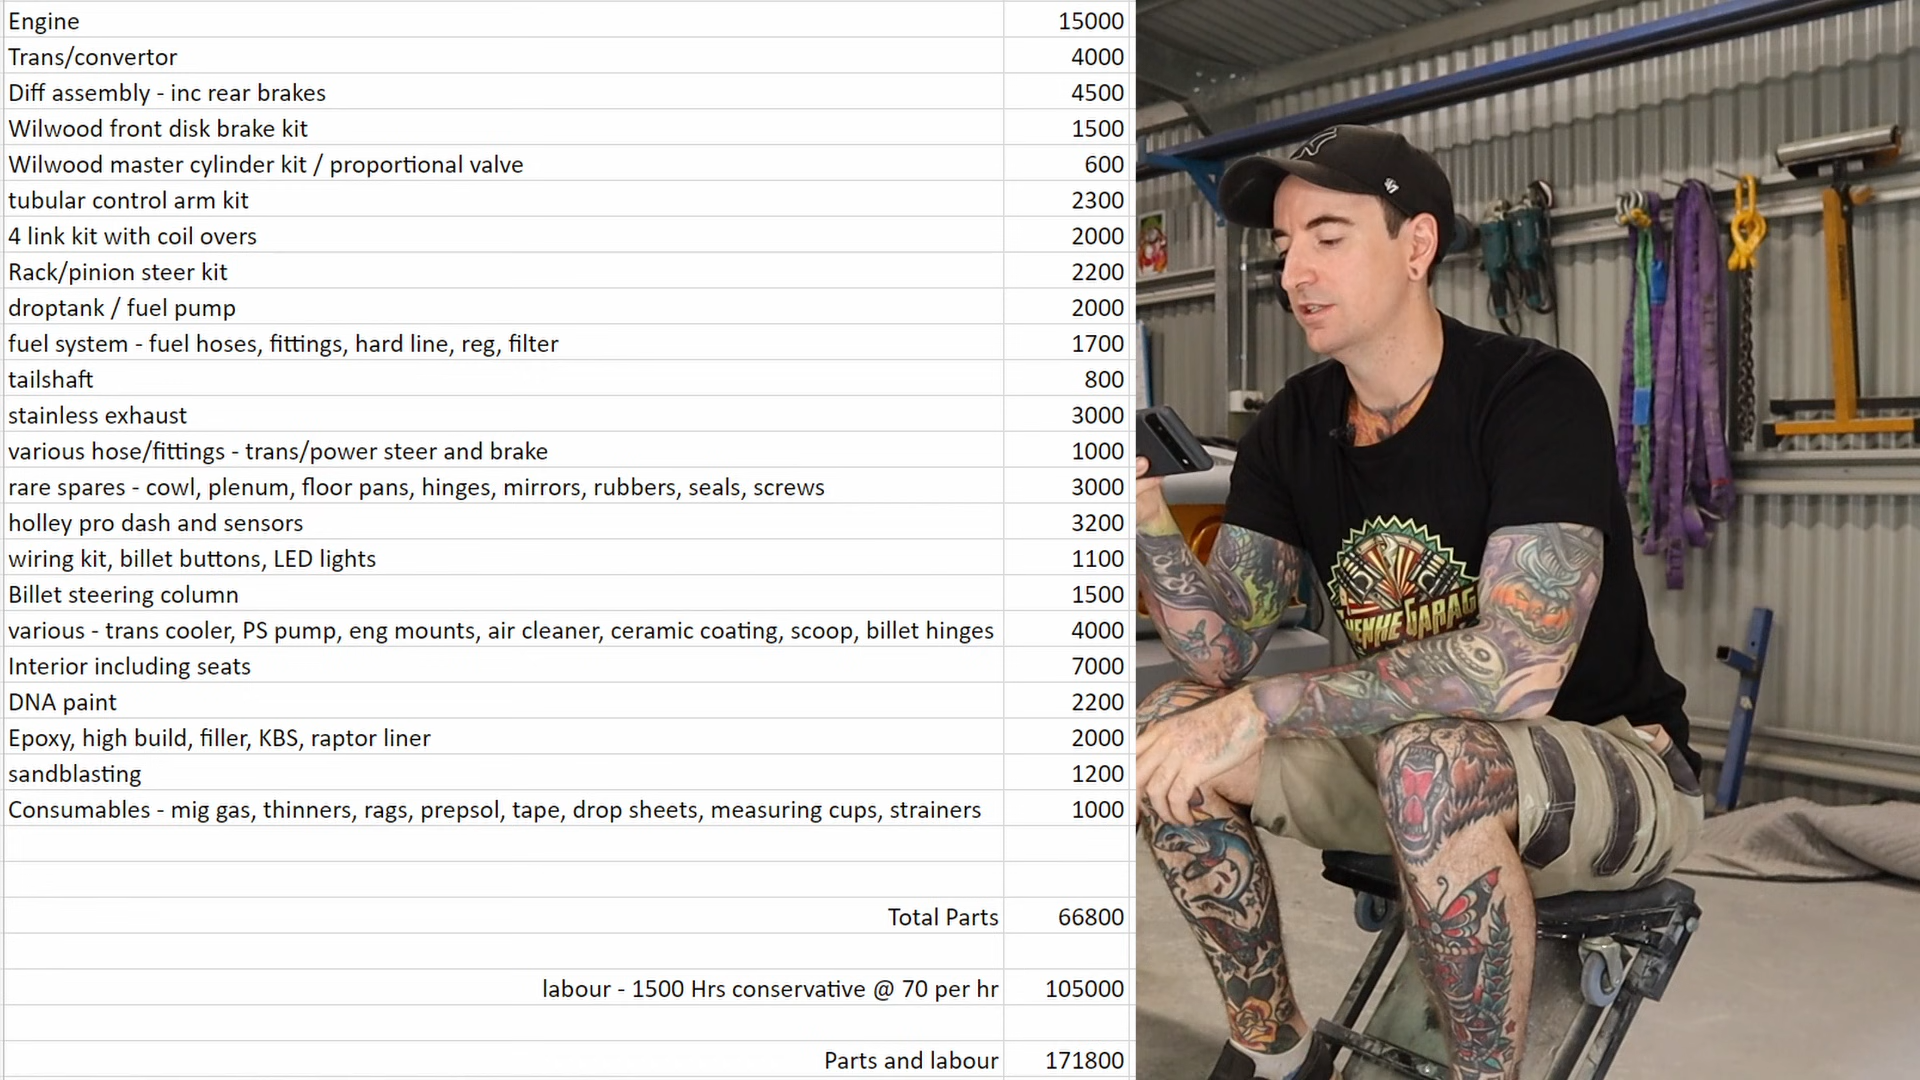 Engine 15000
Trans/convertor 4000
Diff assembly - inc rear brakes 4500
Wilwood front disk brake kit 1500
Wilwood master cylinder kit / proportional valve 600
tubular control arm kit 2300
4 link kit with coil overs 2000
Rack/pinion steer kit 2200
droptank / fuel pump 2000
fuel system - fuel hoses, fittings, hard line, reg, filter 1700
tailshaft 800
stainless exhaust 3000
various hose/fittings - trans/power steer and brake 1000
rare spares - cowl, plenum, floor pans, hinges, mirrors, rubbers, seals, screws 3000
holley pro dash and sensors 3200
wiring kit, billet buttons, LED lights 1100
Billet steering column 1500
various - trans cooler, PS pump, eng mounts, air cleaner, ceramic coating, scoop, billet hinges 4000
Interior including seats 7000
DNA paint 2200
Epoxy, high build, filler, KBS, raptor liner 2000
sandblasting 1200
Consumables - mig gas, thinners, rags, prepsol, tape, drop sheets, measuring cups, strainers 1000
Total Parts 66800
labour - 1500 Hrs conservative @ 70 per hr 105000
Parts and labour 171800